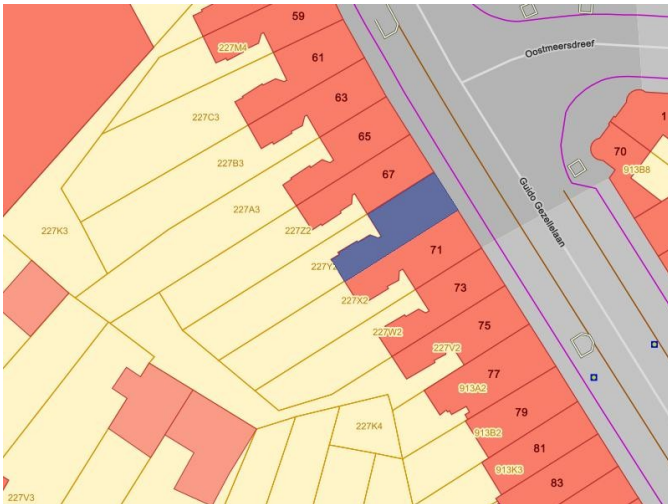 59
227M4
61
Oostmeersdreef
63
227C3
65
1
227B3
67
70
913B8
227A3
Guido Gezellelaan
227K3
227Z2
71
227Y2
73
227X2
75
227W2
227V2
77
913A2
79
227K4
913B2
81
913K3
83
227V3